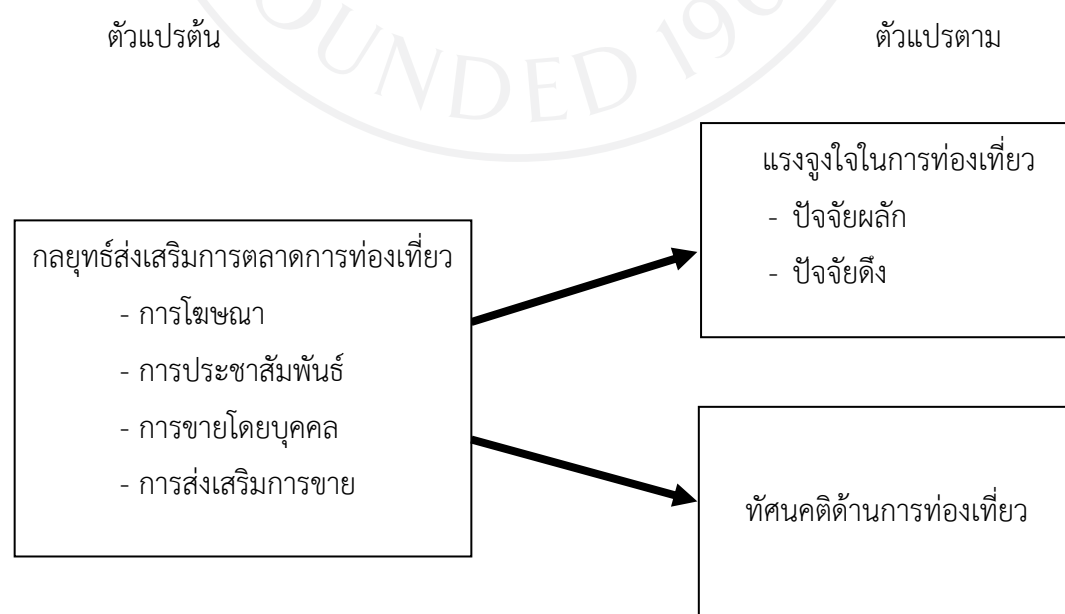 FOUNDED 19
ตัวแปรต้น
ตัวแปรตาม
กลยุทธ์ส่งเสริมการตลาดการท่องเที่ยว
- การโฆษณา
- การประชาสัมพันธ์
- การขายโดยบุคคล
- การส่งเสริมการขาย
แรงจูงใจในการท่องเที่ยว
- ปัจจัยผลัก
- ปัจจัยดึง
ทัศนคติด้านการท่องเที่ยว